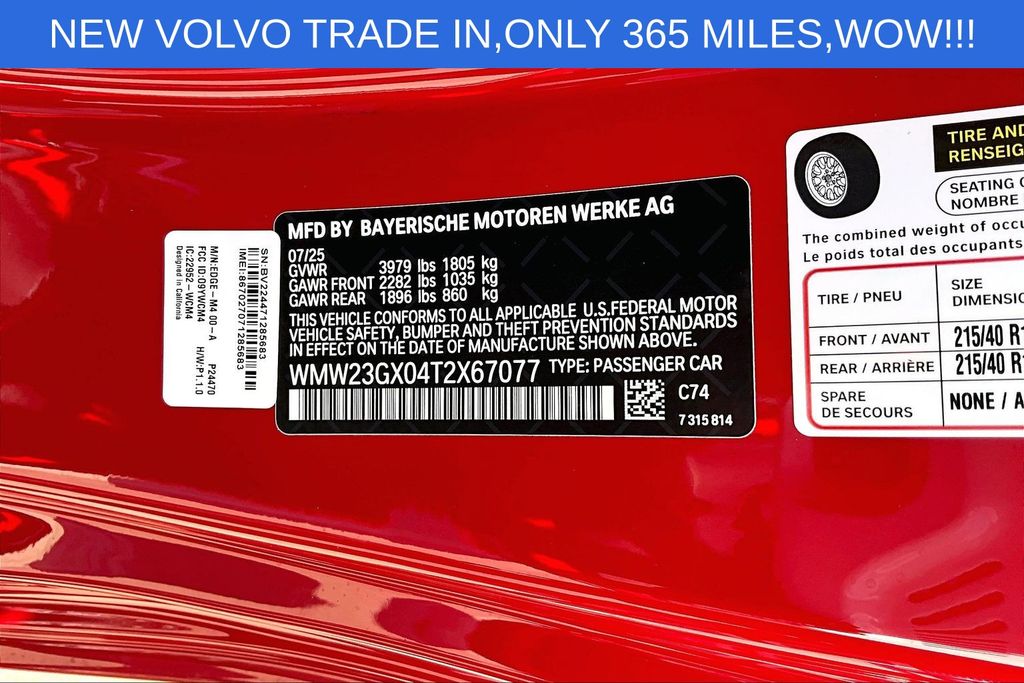 NEW VOLVO TRADE IN,ONLY 365 MILES,WOW!!!
MFD BY BAYERISCHE MOTOREN WERKE AG
07/25
GVWR 3979 lbs 1805 kg
GAWR FRONT 2282 lbs 1035 kg
GAWR REAR 1896 lbs 860 kg
THIS VEHICLE CONFORMS TO ALL APPLICABLE U.S.FEDERAL MOTOR
VEHICLE SAFETY, BUMPER AND THEFT PREVENTION STANDARDS
IN EFFECT ON THE DATE OF MANUFACTURE SHOWN ABOVE.
WMW23GX04T2X67077 TYPE: PASSENGER CAR
C74
7 315 814
SN:BV224471285683
IMEI:867027071285683
M/N:EDGE-M4 00-A P24470
FCC ID:09YWCM4 H/W:P1.1.0
IC:22952-WCM4
Designed in California
TIRE AND
RENSEIG
SEATING C
NOMBRE
The combined weight of occu
Le poids total des occupants
TIRE / PNEU
SIZE
DIMENSIO
FRONT / AVANT 215/40 R1
REAR / ARRIÈRE 215/40 R1
SPARE
DE SECOURS
NONE / A